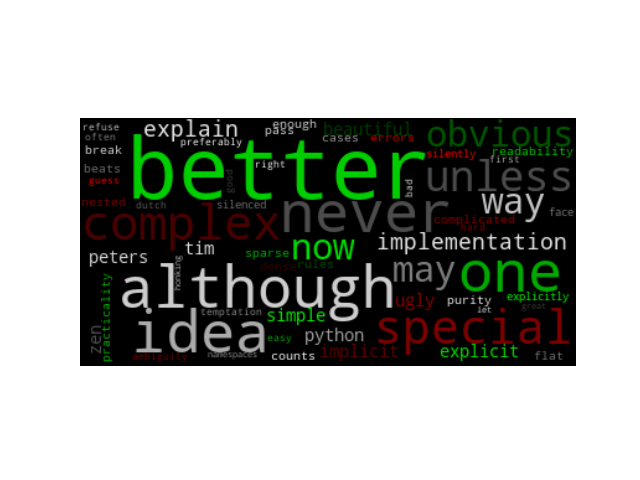 refuse
explain
enough
pass
beautiful
obvious
often
preferably
cases
errors
break
better
right
silently
readability
first
beats
guess
good
bad
unless
nested
dutch
silenced
never
way
face
complex
complicated
hard
peters
tim
sparse
now
implementation
honking
dense
rules
may
one
practicality
although
ugly
purity
explicitly
let
great
temptation
simple
special
zen
idea
easy
python
ambiguity
namespaces
counts
implicit
explicit
flat